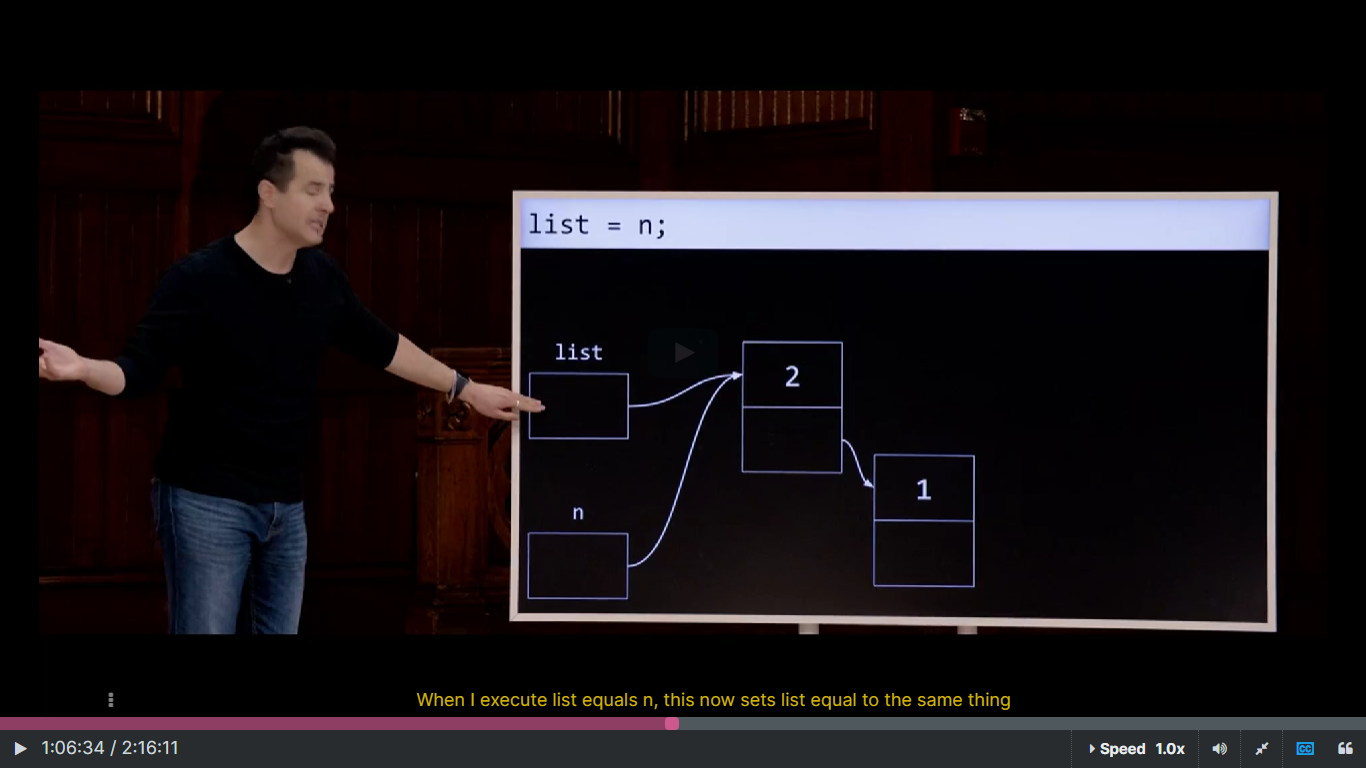 list = n;
list
2
1
n
When I execute list equals n, this now sets list equal to the same thing
1:06:34 / 2:16:11
Speed 1.0x
CC